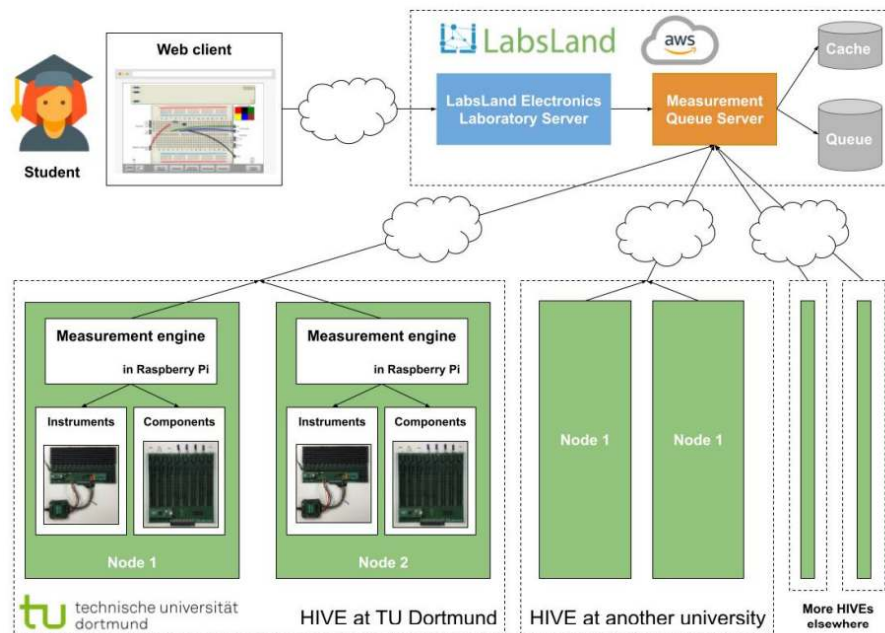 Web client
Student
LabsLand
aws
LabsLand Electronics
Laboratory Server
Measurement
Queue Server
Cache
Queue
Measurement engine
in Raspberry Pi
Instruments
Components
Node 1
Measurement engine
in Raspberry Pi
Instruments
Components
Node 2
tu
technische universität
dortmund
HIVE at TU Dortmund
Node 1
Node 1
HIVE at another university
More HIVEs
elsewhere